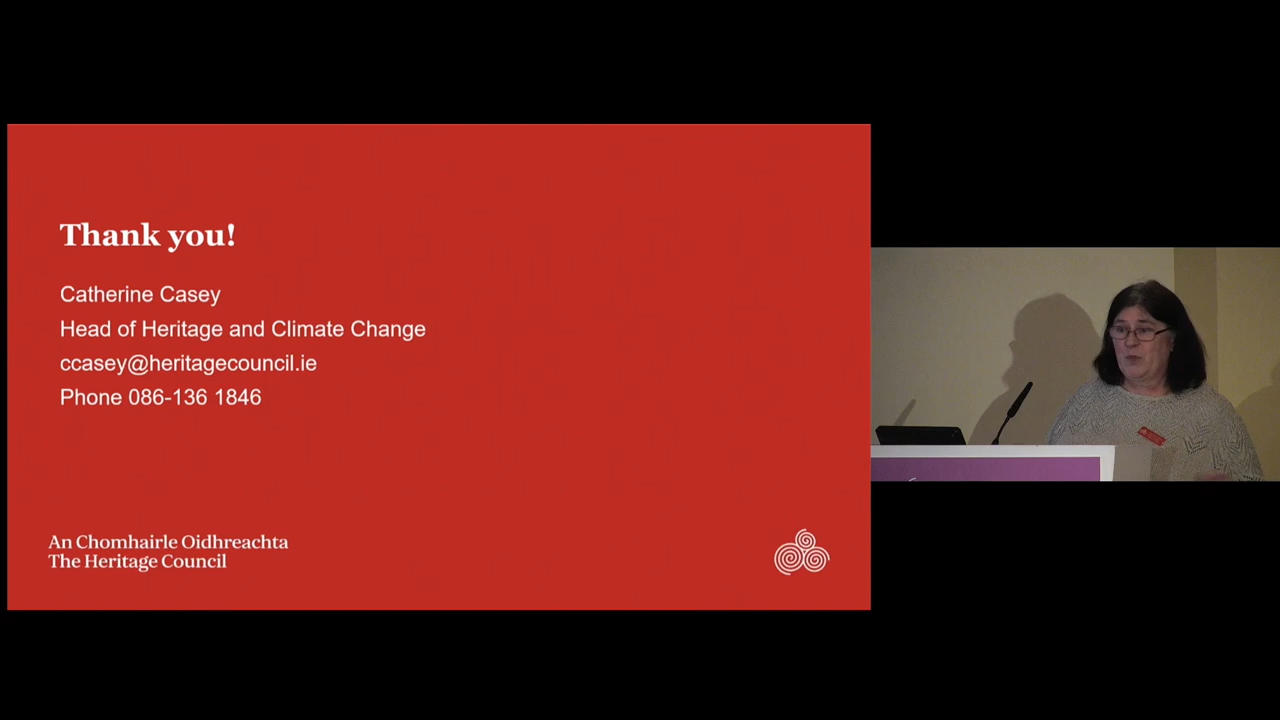 Thank you!
Catherine Casey
Head of Heritage and Climate Change
ccasey@heritagecouncil.ie
Phone 086-136 1846
An Chomhairle Oidhreachta
The Heritage Council